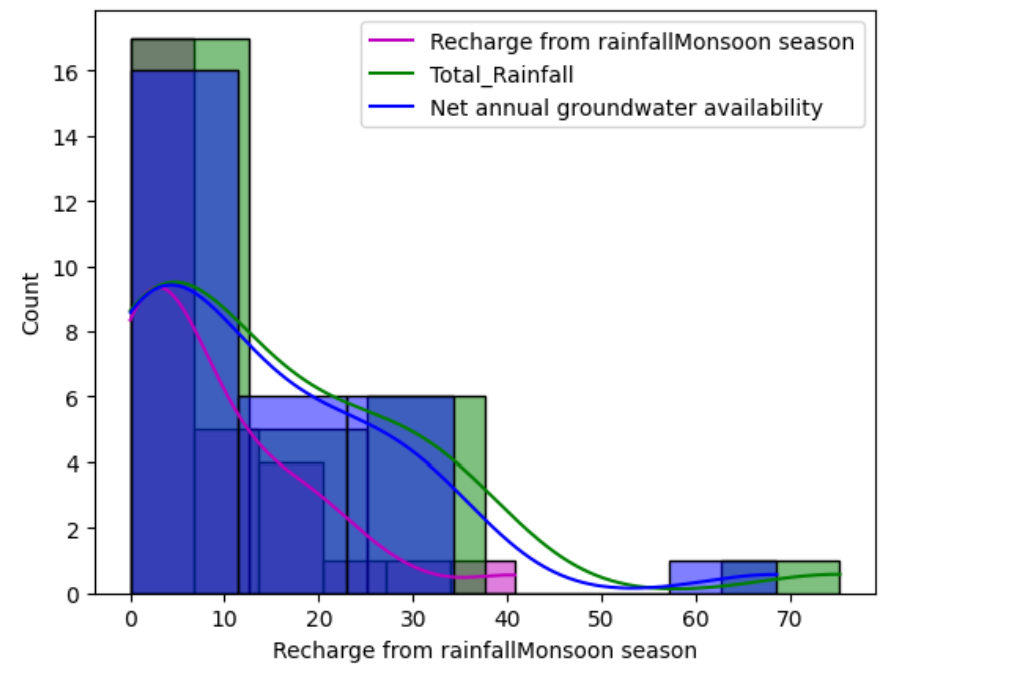 Recharge from rainfallMonsoon season
Total_Rainfall
Net annual groundwater availability
Count
16
14
12
10
8
6
4
2
0
0 10 20 30 40 50 60 70
Recharge from rainfallMonsoon season